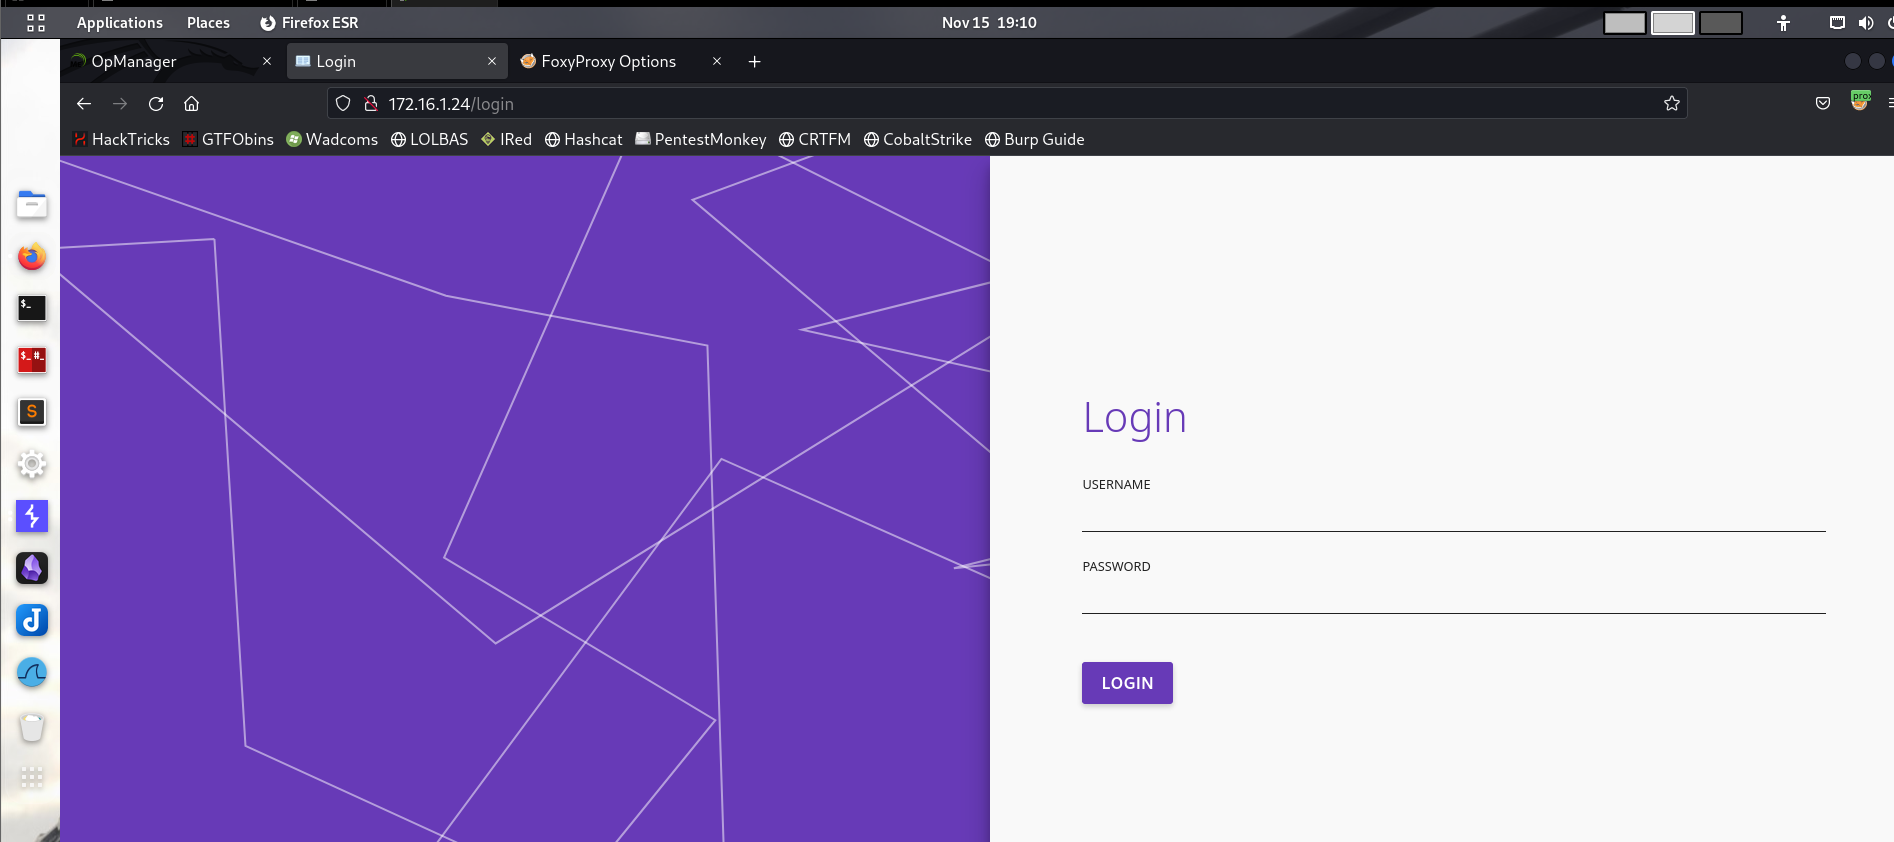 Applications Places Firefox ESR Nov 15 19:10
OpManager Login FoxyProxy Options
172.16.1.24/login
HackTricks GTFObins Wadcoms LOLBAS IRed Hashcat PentestMonkey CRTFM CobaltStrike Burp Guide
Login
USERNAME
PASSWORD
LOGIN